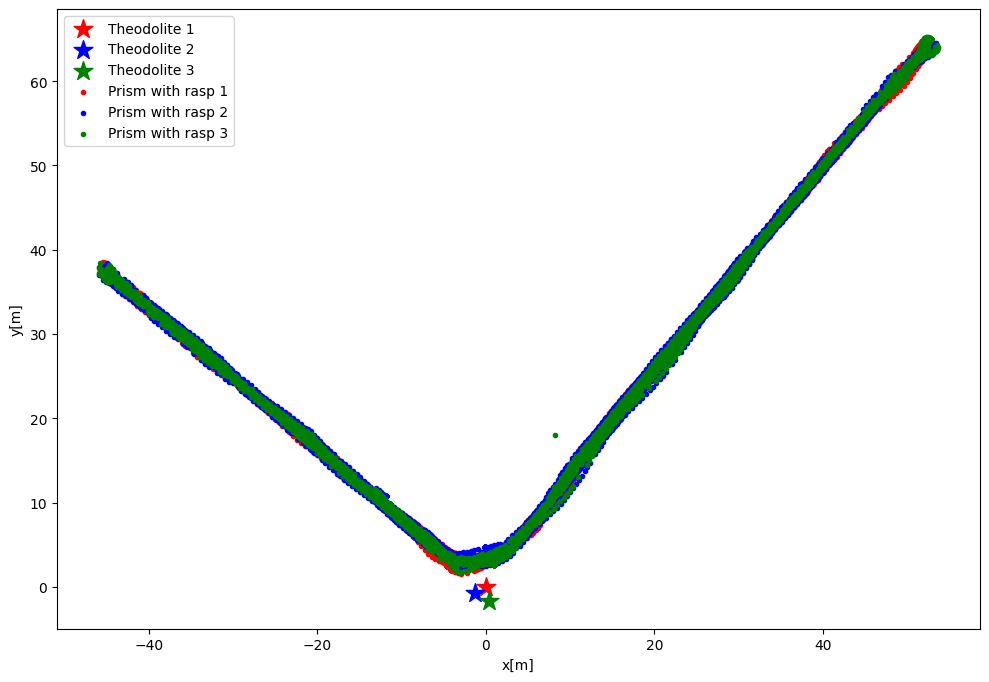 Theodolite 1
Theodolite 2
Theodolite 3
Prism with rasp 1
Prism with rasp 2
Prism with rasp 3
60
50
40
30
20
10
0
y[m]
−40
−20
0
20
40
x[m]